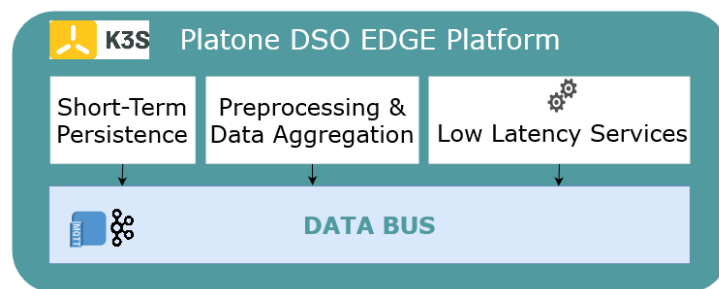 K3S Platone DSO EDGE Platform
Short-Term
Persistence
Preprocessing &
Data Aggregation
Low Latency Services
MQTT
DATA BUS